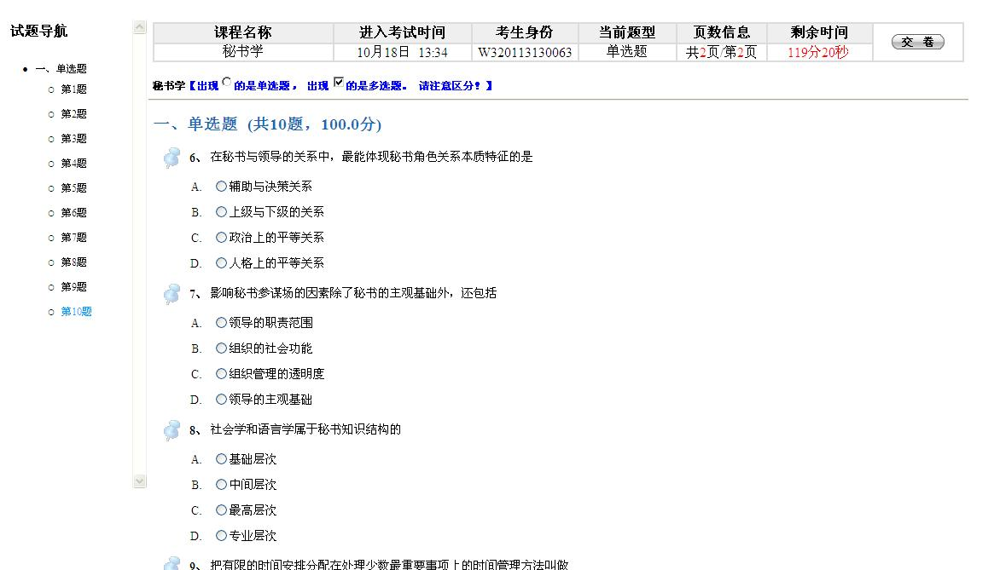 试题导航
一、单选题
第1题
第2题
第3题
第4题
第5题
第6题
第7题
第8题
第9题
第10题
课程名称 进入考试时间 考生身份 当前题型 页数信息 剩余时间 交 卷
秘书学 10月18日 13:34 W320113130063 单选题 共2页/第2页 119分20秒
秘书学【出现 的是单选题， 出现 的是多选题。 请注意区分！】
一、单选题 (共10题，100.0分)
6、 在秘书与领导的关系中，最能体现秘书角色关系本质特征的是
A. 辅助与决策关系
B. 上级与下级的关系
C. 政治上的平等关系
D. 人格上的平等关系
7、 影响秘书参谋场的因素除了秘书的主观基础外，还包括
A. 领导的职责范围
B. 组织的社会功能
C. 组织管理的透明度
D. 领导的主观基础
8、 社会学和语言学属于秘书知识结构的
A. 基础层次
B. 中间层次
C. 最高层次
D. 专业层次
9、 把有限的时间安排分配在处理少数最重要事项上的时间管理方法叫做